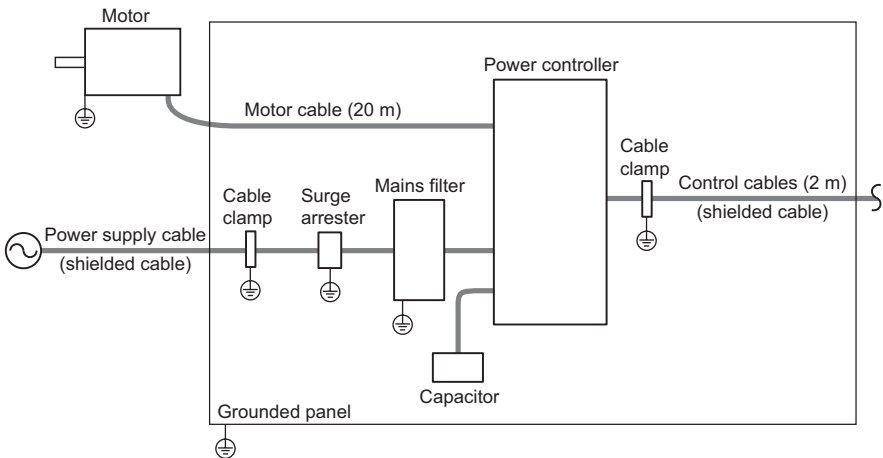 Motor
Power controller
Motor cable (20 m)
Cable
clamp
Control cables (2 m)
(shielded cable)
Mains filter
Cable
clamp
Surge
arrester
Power supply cable
(shielded cable)
Capacitor
Grounded panel